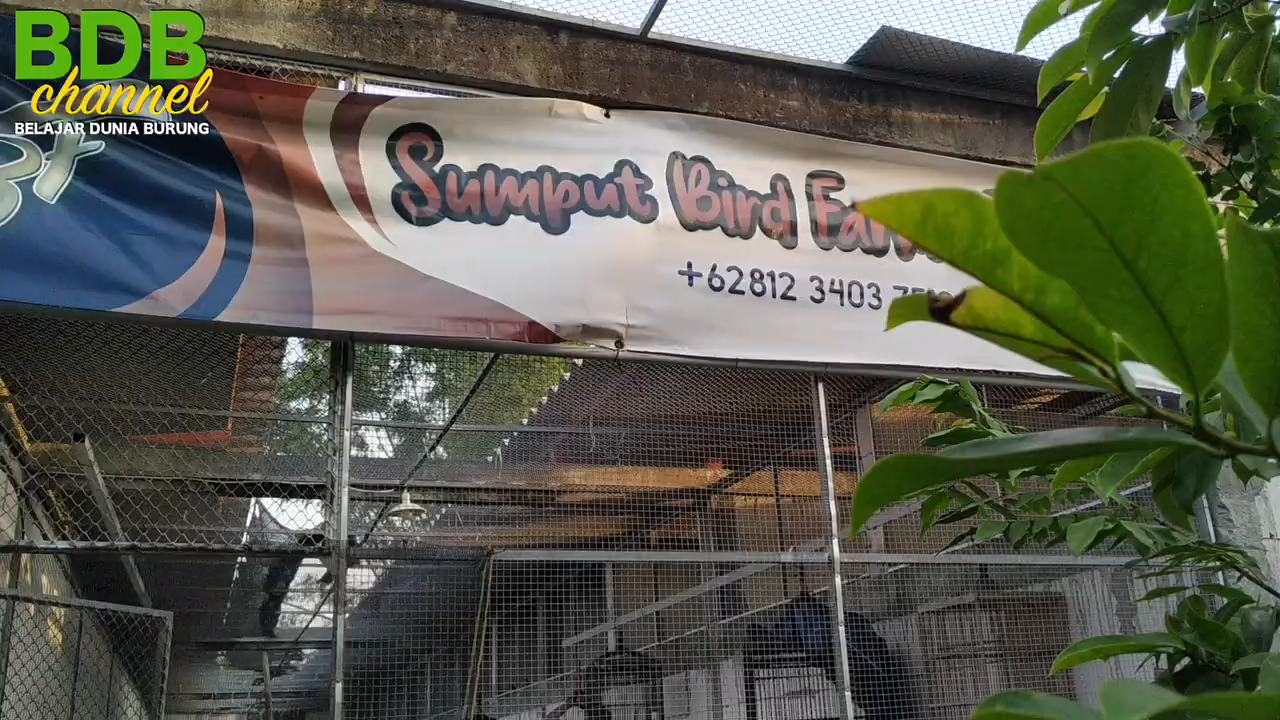 BDB
channel
BELAJAR DUNIA BURUNG
Sumput Bird
+62812 3403